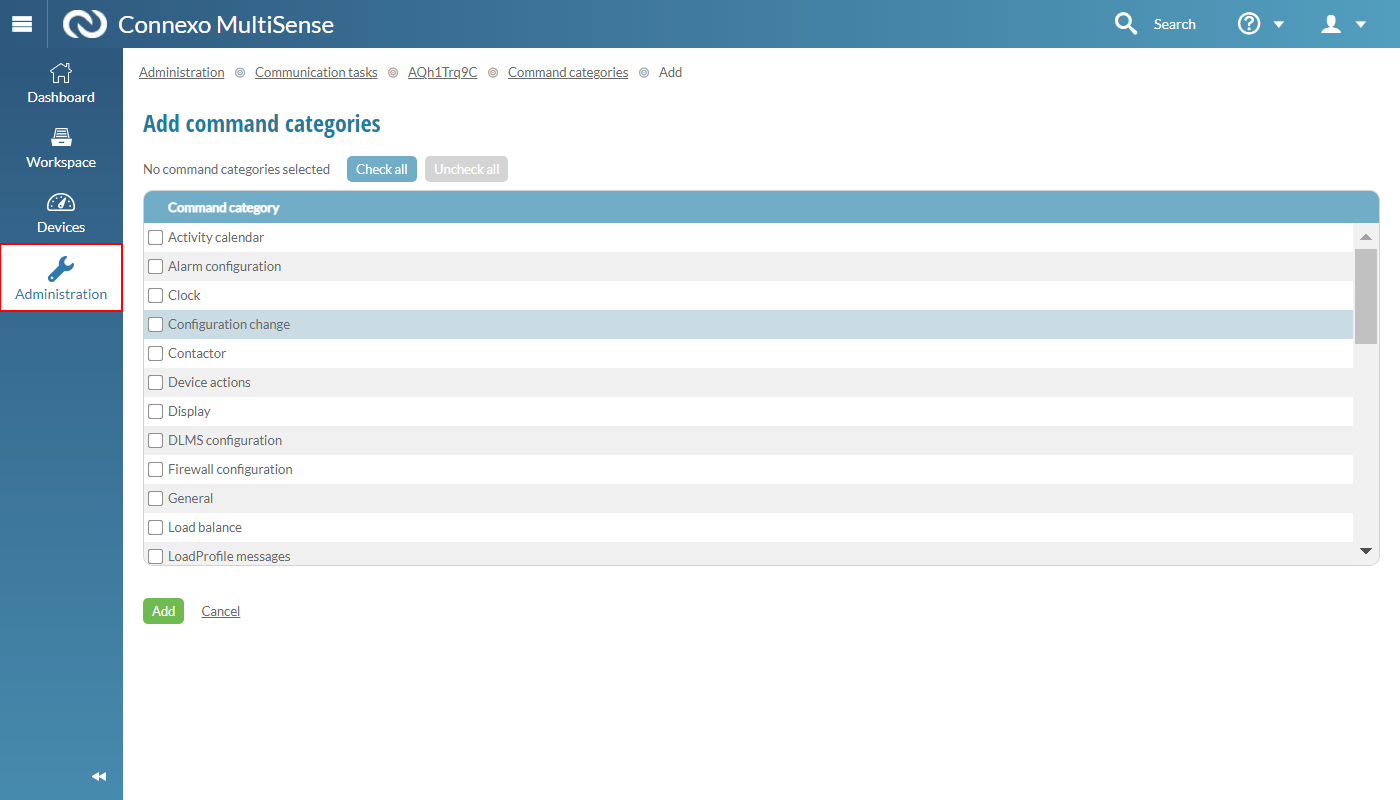 Connexo MultiSense
Search
Dashboard
Workspace
Devices
Administration
Administration Communication tasks AQh1Trq9C Command categories Add
Add command categories
No command categories selected Check all Uncheck all
Command category
Activity calendar
Alarm configuration
Clock
Configuration change
Contactor
Device actions
Display
DLMS configuration
Firewall configuration
General
Load balance
LoadProfile messages
Add Cancel